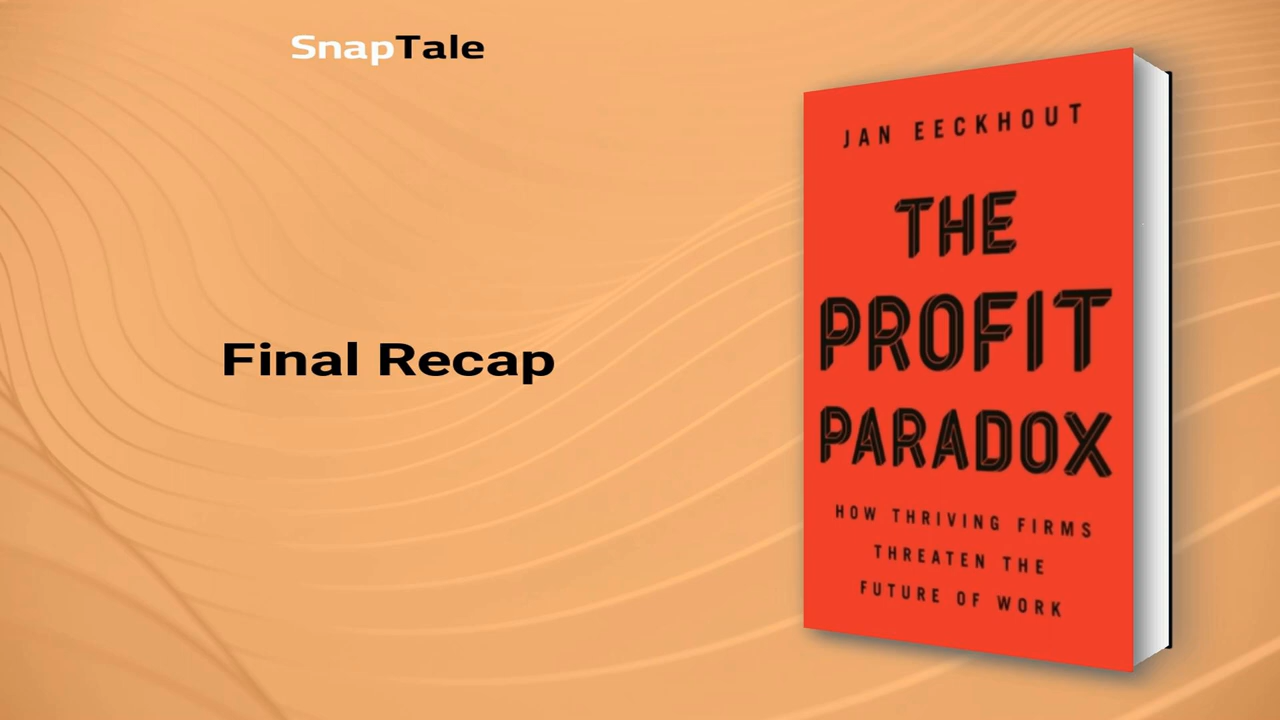 SnapTale
Final Recap
JAN EECKHOUT
THE
PROFIT
PARADOX
HOW THRIVING FIRMS
THREATEN THE
FUTURE OF WORK